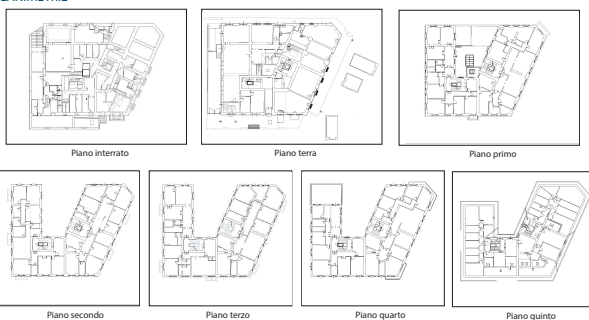 Piano interrato
Piano terra
Piano primo
Piano secondo
Piano terzo
Piano quarto
Piano quinto